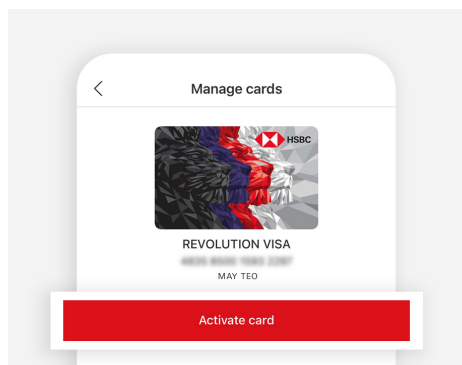 Manage cards
HSBC
REVOLUTION VISA
MAY TEO
Activate card